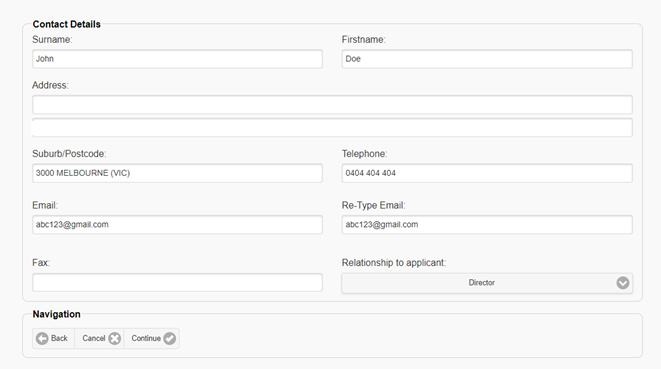 Contact Details
Surname: Firstname:
John Doe
Address:
Suburb/Postcode: Telephone:
3000 MELBOURNE (VIC) 0404 404 404
Email: Re-Type Email:
abc123@gmail.com abc123@gmail.com
Fax: Relationship to applicant:
Director
Navigation
Back Cancel Continue